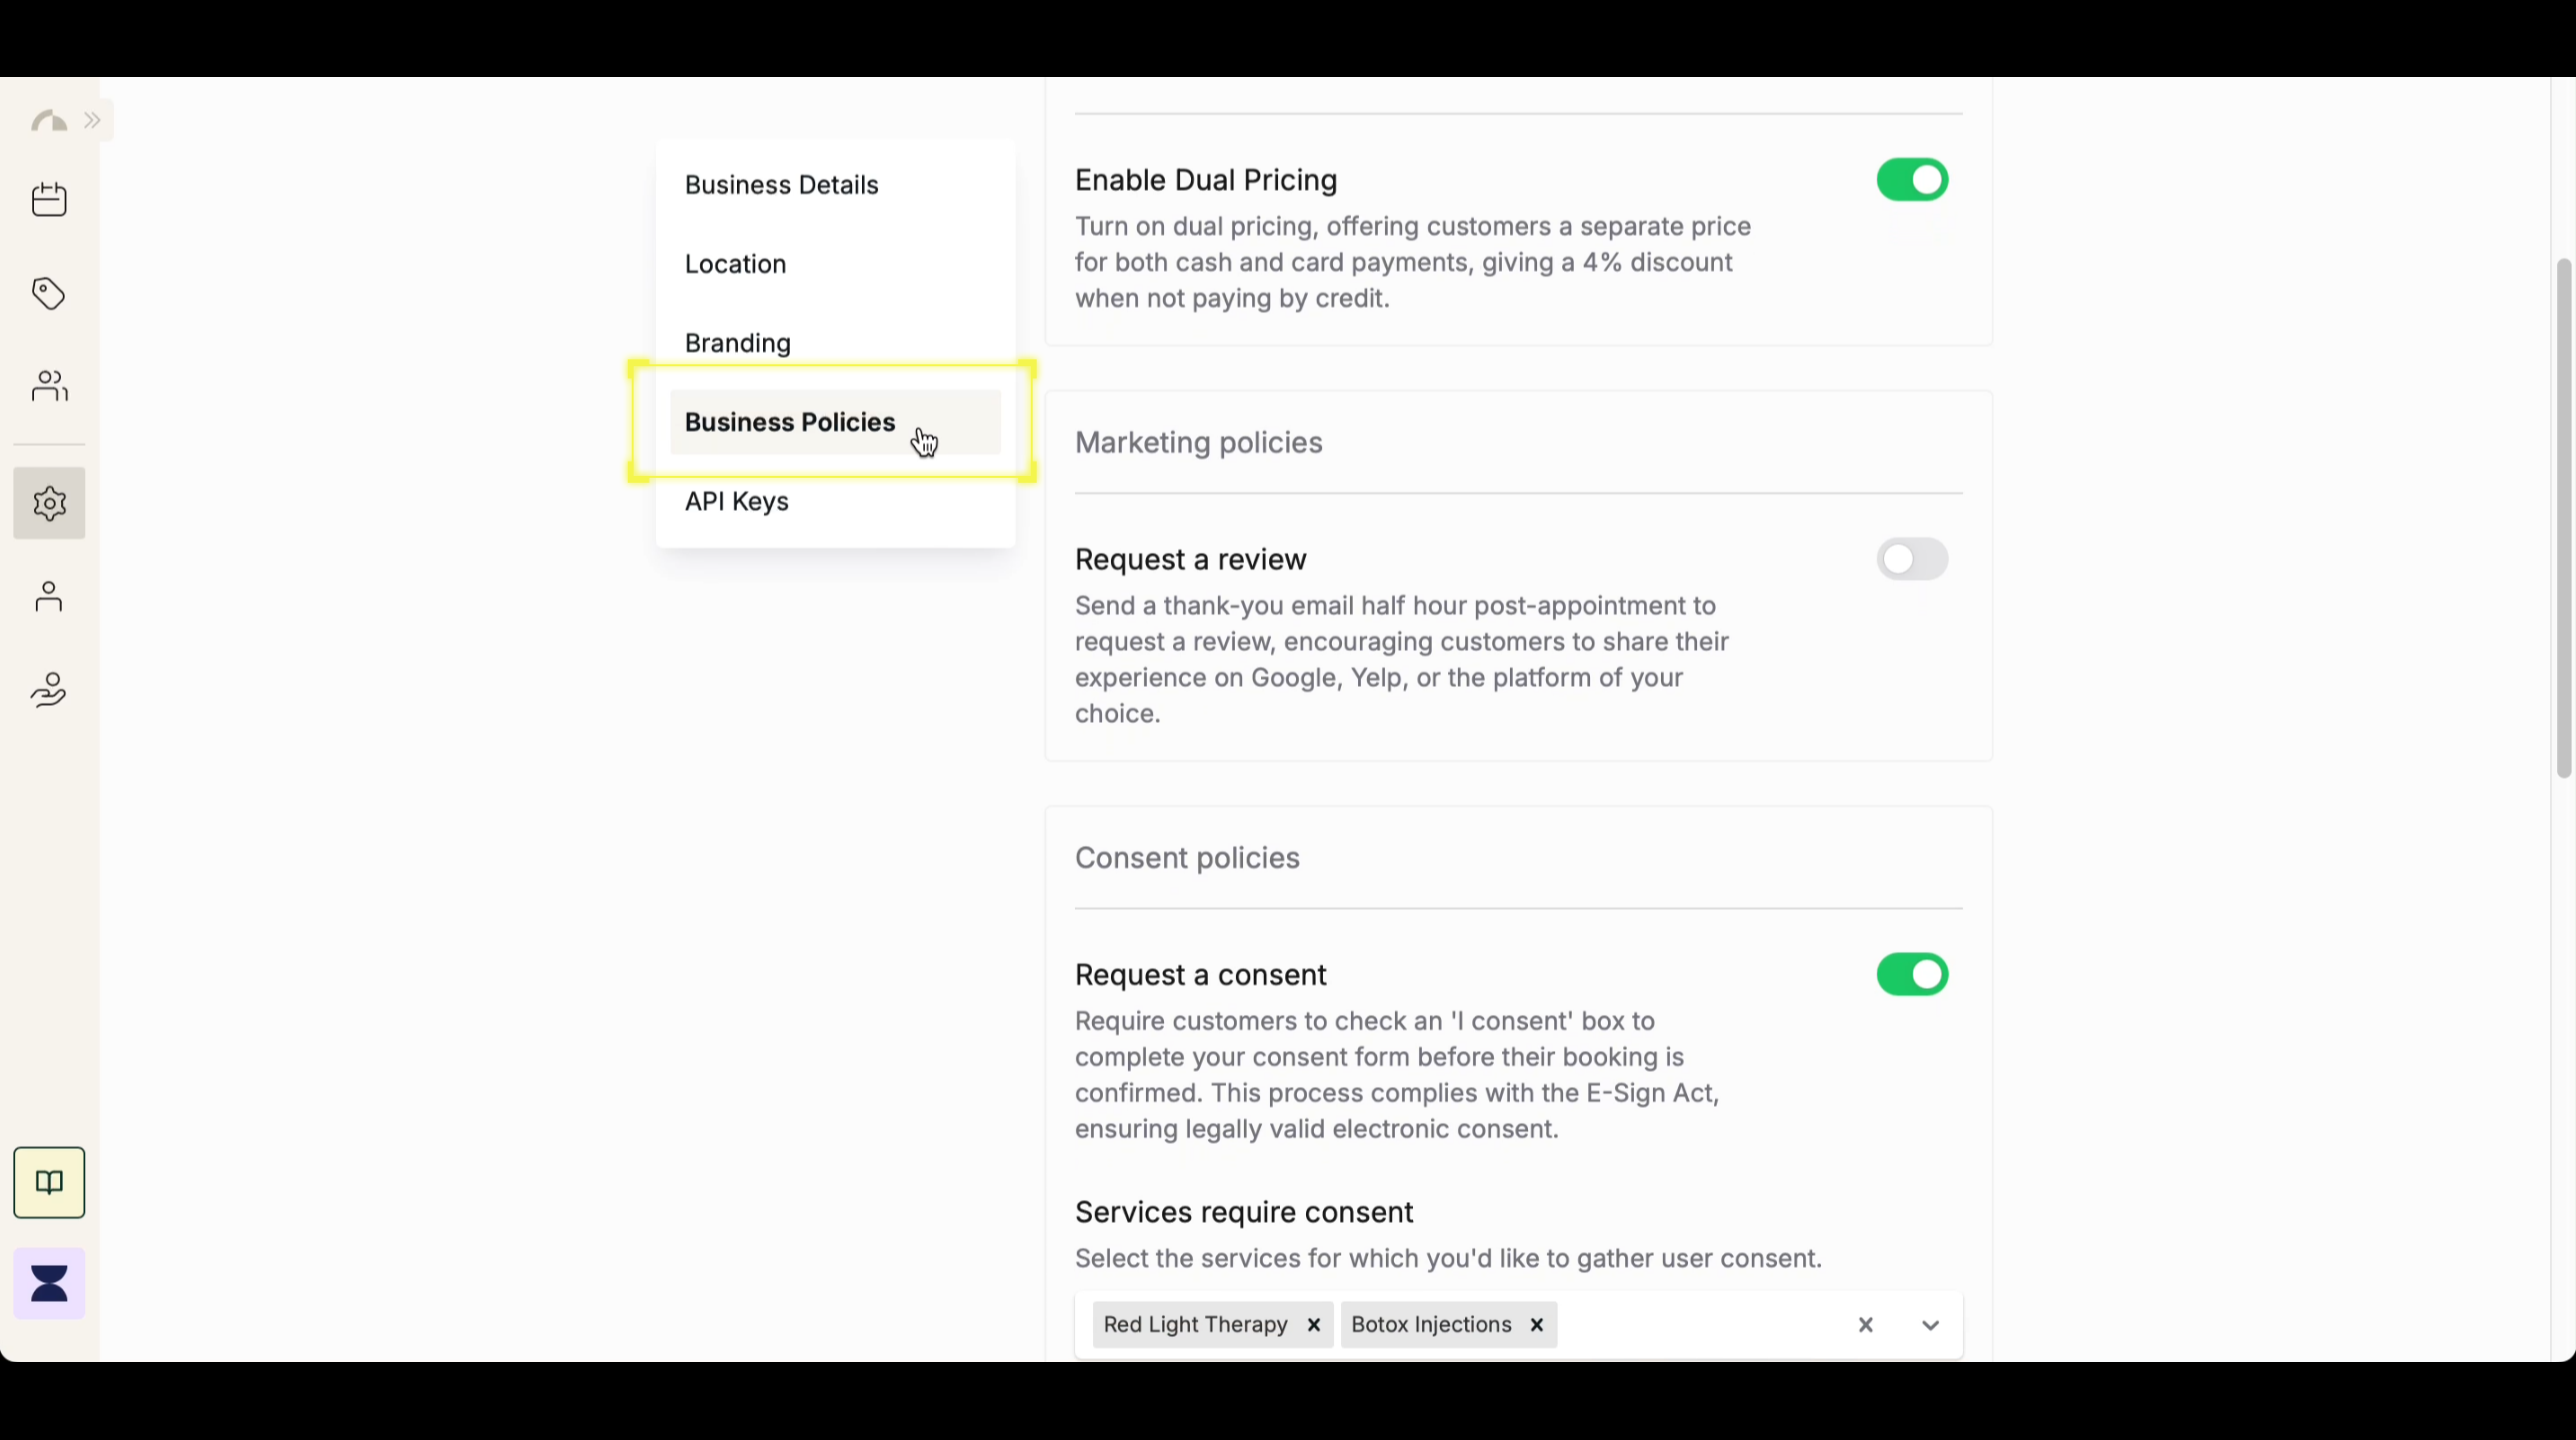 Business Details
Location
Branding
Business Policies
API Keys
Enable Dual Pricing
Turn on dual pricing, offering customers a separate price
for both cash and card payments, giving a 4% discount
when not paying by credit.
Marketing policies
Request a review
Send a thank-you email half hour post-appointment to
request a review, encouraging customers to share their
experience on Google, Yelp, or the platform of your
choice.
Consent policies
Request a consent
Require customers to check an 'I consent' box to
complete your consent form before their booking is
confirmed. This process complies with the E-Sign Act,
ensuring legally valid electronic consent.
Services require consent
Select the services for which you'd like to gather user consent.
Red Light Therapy Botox Injections